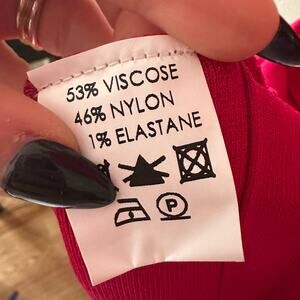 53% VISCOSE
46% NYLON
1% ELASTANE
P